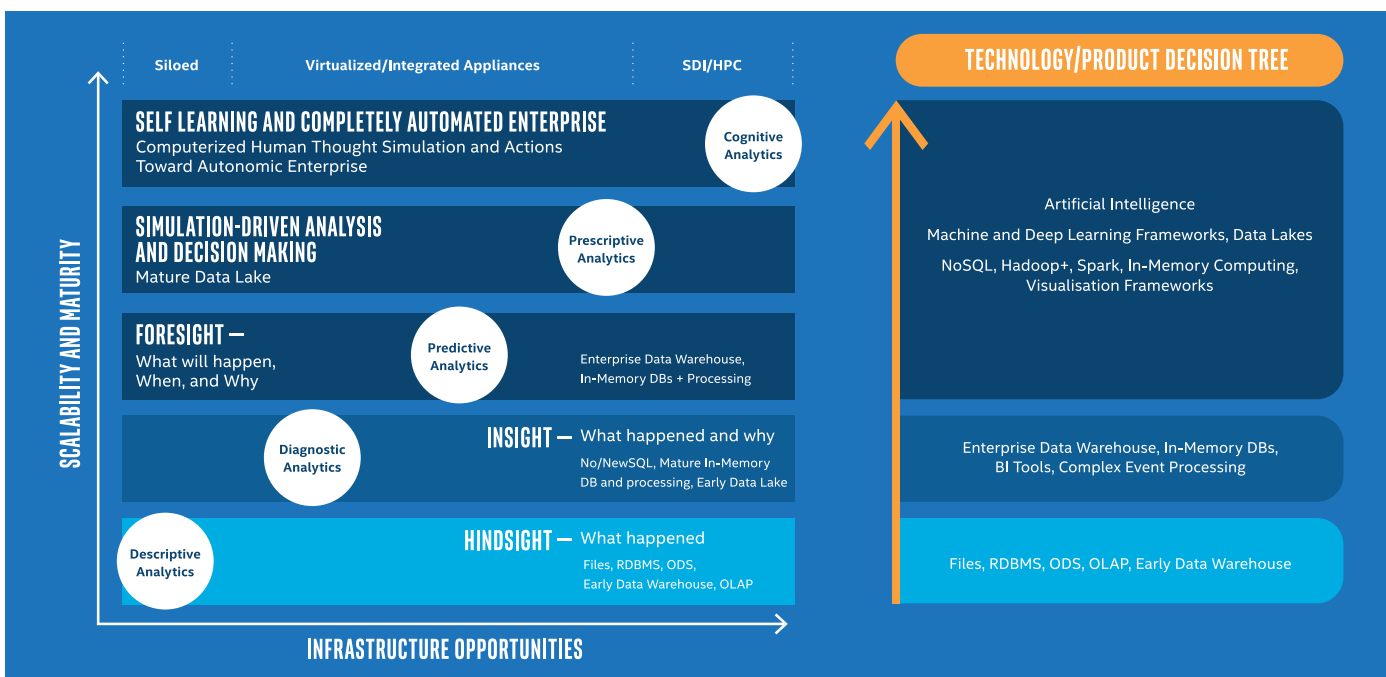 Siloed
Virtualized/Integrated Appliances
SDI/HPC
SCALABILITY AND MATURITY
SELF LEARNING AND COMPLETELY AUTOMATED ENTERPRISE
Computerized Human Thought Simulation and Actions
Toward Autonomic Enterprise
Cognitive
Analytics
SIMULATION-DRIVEN ANALYSIS
AND DECISION MAKING
Mature Data Lake
Prescriptive
Analytics
FORESIGHT —
What will happen,
When, and Why
Predictive
Analytics
Enterprise Data Warehouse,
In-Memory DBs + Processing
Diagnostic
Analytics
INSIGHT — What happened and why
No/NewSQL, Mature In-Memory
DB and processing, Early Data Lake
Descriptive
Analytics
HINDSIGHT — What happened
Files, RDBMS, ODS,
Early Data Warehouse, OLAP
INFRASTRUCTURE OPPORTUNITIES
TECHNOLOGY/PRODUCT DECISION TREE
Artificial Intelligence
Machine and Deep Learning Frameworks, Data Lakes
NoSQL, Hadoop+, Spark, In-Memory Computing,
Visualisation Frameworks
Enterprise Data Warehouse, In-Memory DBs,
BI Tools, Complex Event Processing
Files, RDBMS, ODS, OLAP, Early Data Warehouse